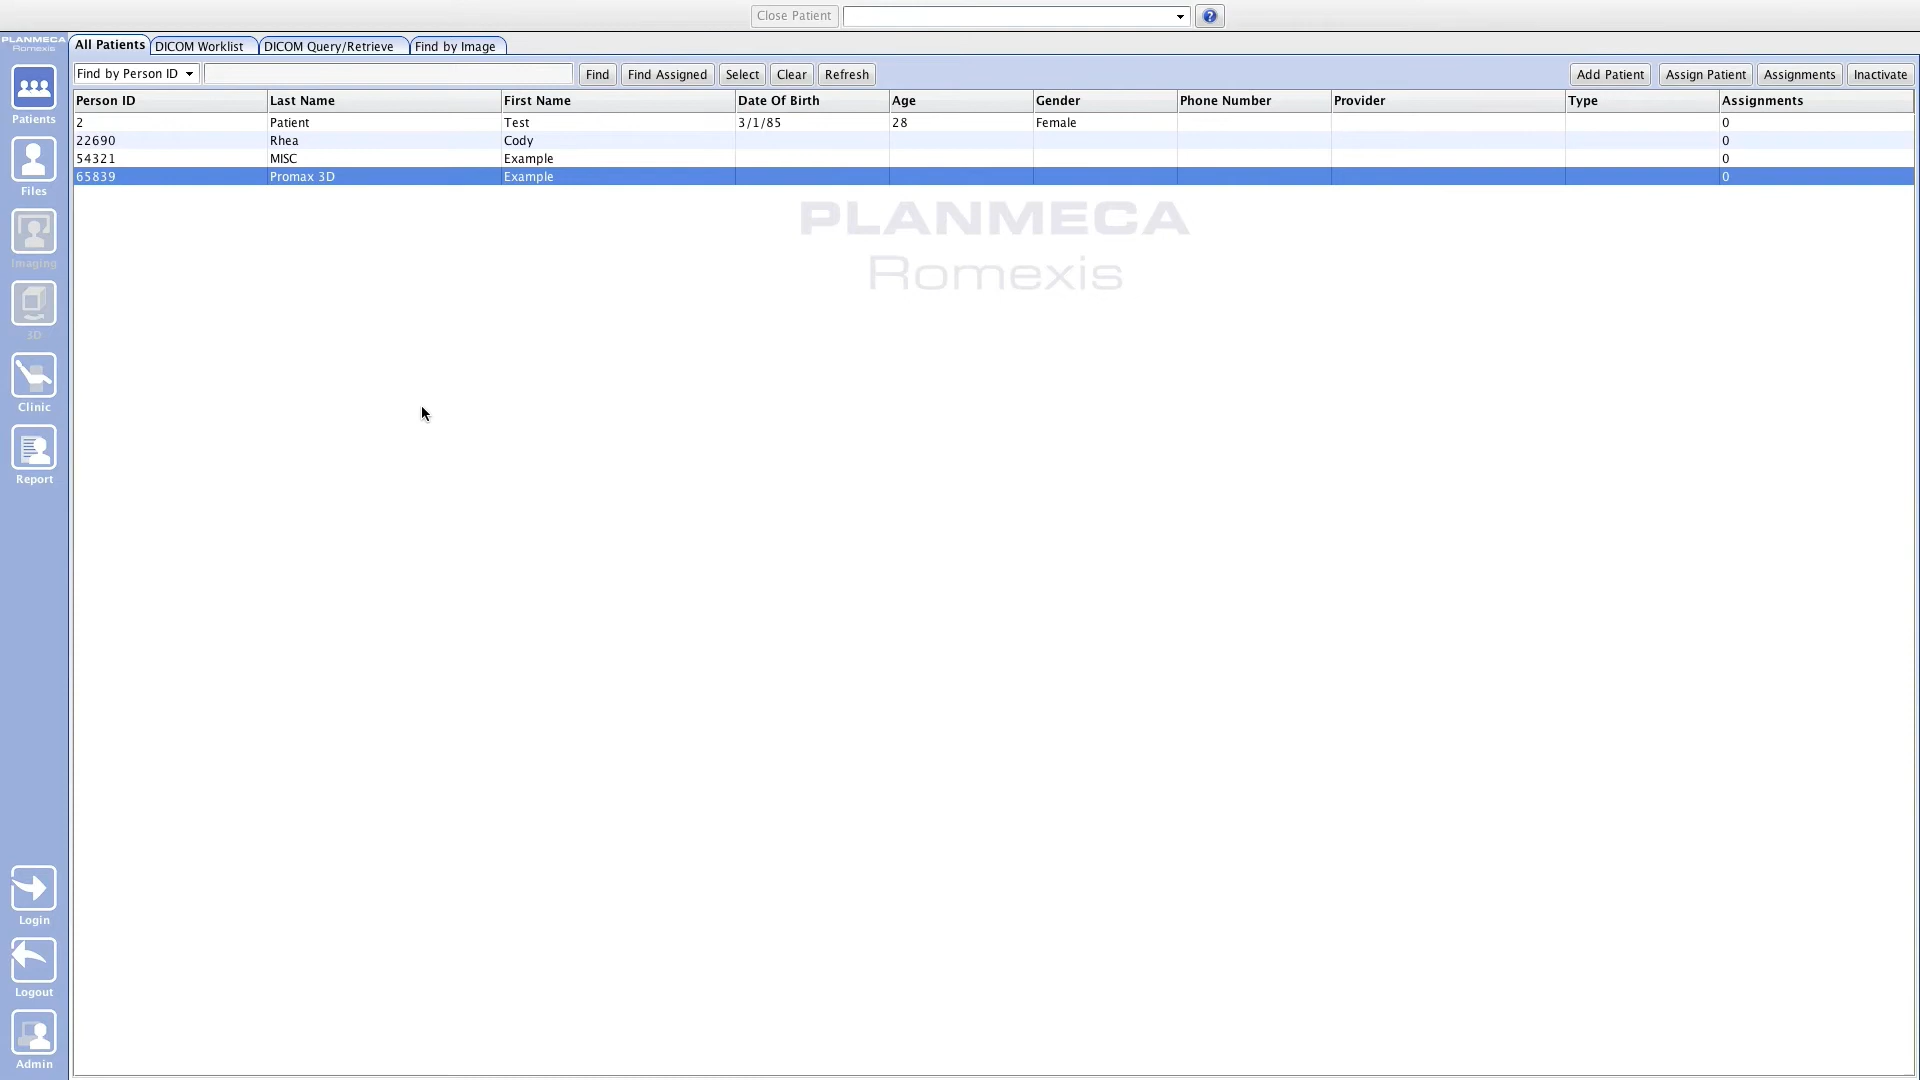 Close Patient
PLANMECA
Romexis
All Patients DICOM Worklist DICOM Query/Retrieve Find by Image
Find by Person ID Find Find Assigned Select Clear Refresh Add Patient Assign Patient Assignments Inactivate
Person ID Last Name First Name Date Of Birth Age Gender Phone Number Provider Type Assignments
2 Patient Test 3/1/85 28 Female 0
22690 Rhea Cody 0
54321 MISC Example 0
65839 Promax 3D Example 0
PLANMECA
Romexis
Patients
Files
Imaging
3D
Clinic
Report
Login
Logout
Admin